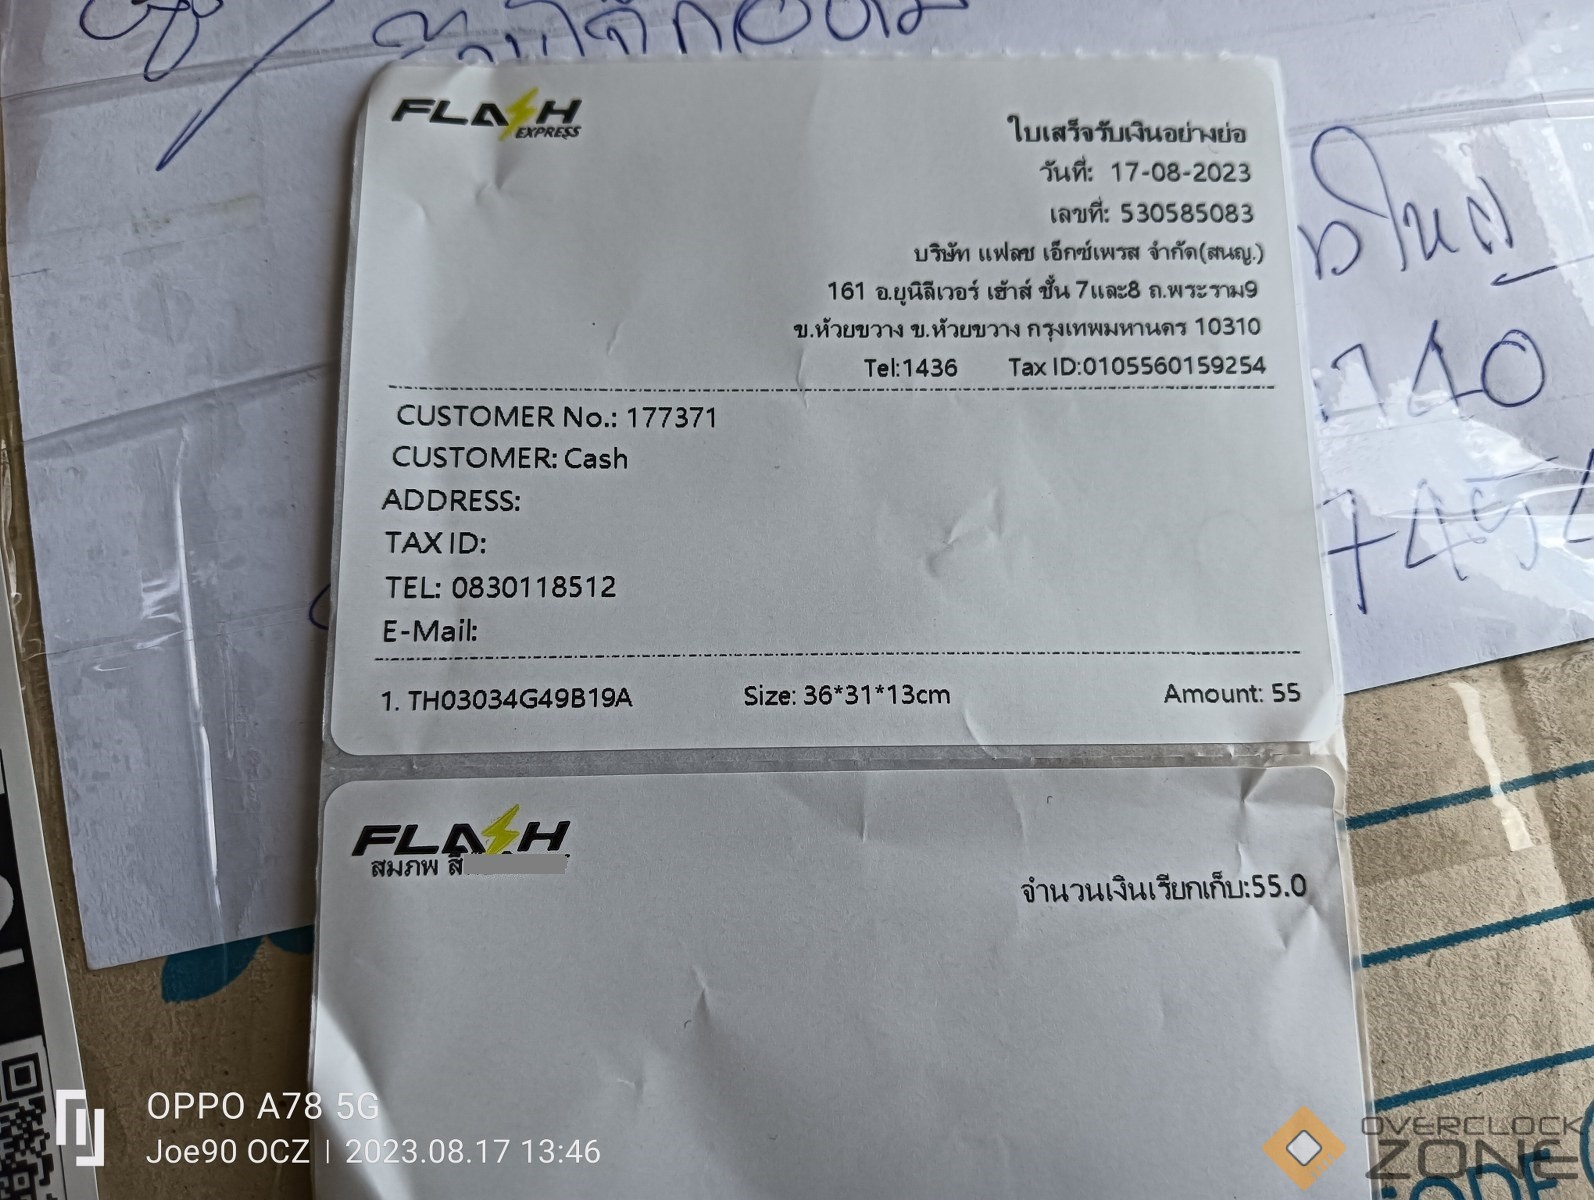 FLASH
EXPRESS
ใบเสร็จรับเงินอย่างย่อ
วันที่: 17-08-2023
เลขที่: 530585083
บริษัท แฟลช เอ็กซ์เพรส จำกัด(สนญ.)
161 อ.ยูนิลีเวอร์ เฮ้าส์ ชั้น 7และ8 ถ.พระราม9
ข.ห้วยขวาง ข.ห้วยขวาง กรุงเทพมหานคร 10310
Tel:1436 Tax ID:0105560159254
CUSTOMER No.: 177371
CUSTOMER: Cash
ADDRESS:
TAX ID:
TEL: 0830118512
E-Mail:
1. TH03034G49B19A Size: 36*31*13cm Amount: 55
FLASH
สมภพ สี
จำนวนเงินเรียกเก็บ:55.0
OPPO A78 5G
Joe90 OCZ | 2023.08.17 13:46
OVERCLOCK
ZONE